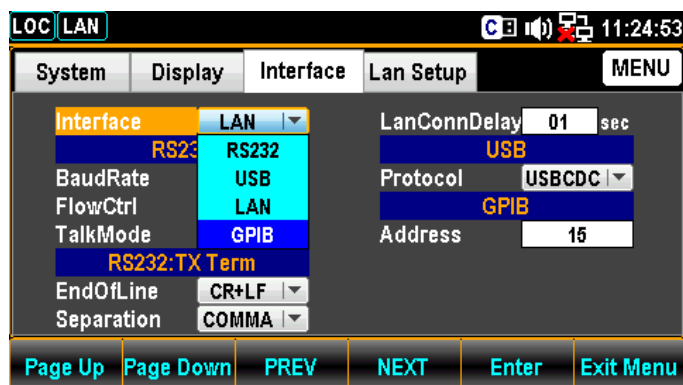 LOC LAN C 11:24:53
System Display Interface Lan Setup MENU
Interface LAN LanConnDelay 01 sec
RS23 RS232 USB
BaudRate USB Protocol USBCDC
FlowCtrl LAN GPIB
TalkMode GPIB Address 15
RS232:TX Term
EndOfLine CR+LF
Separation COMMA
Page Up Page Down PREV NEXT Enter Exit Menu